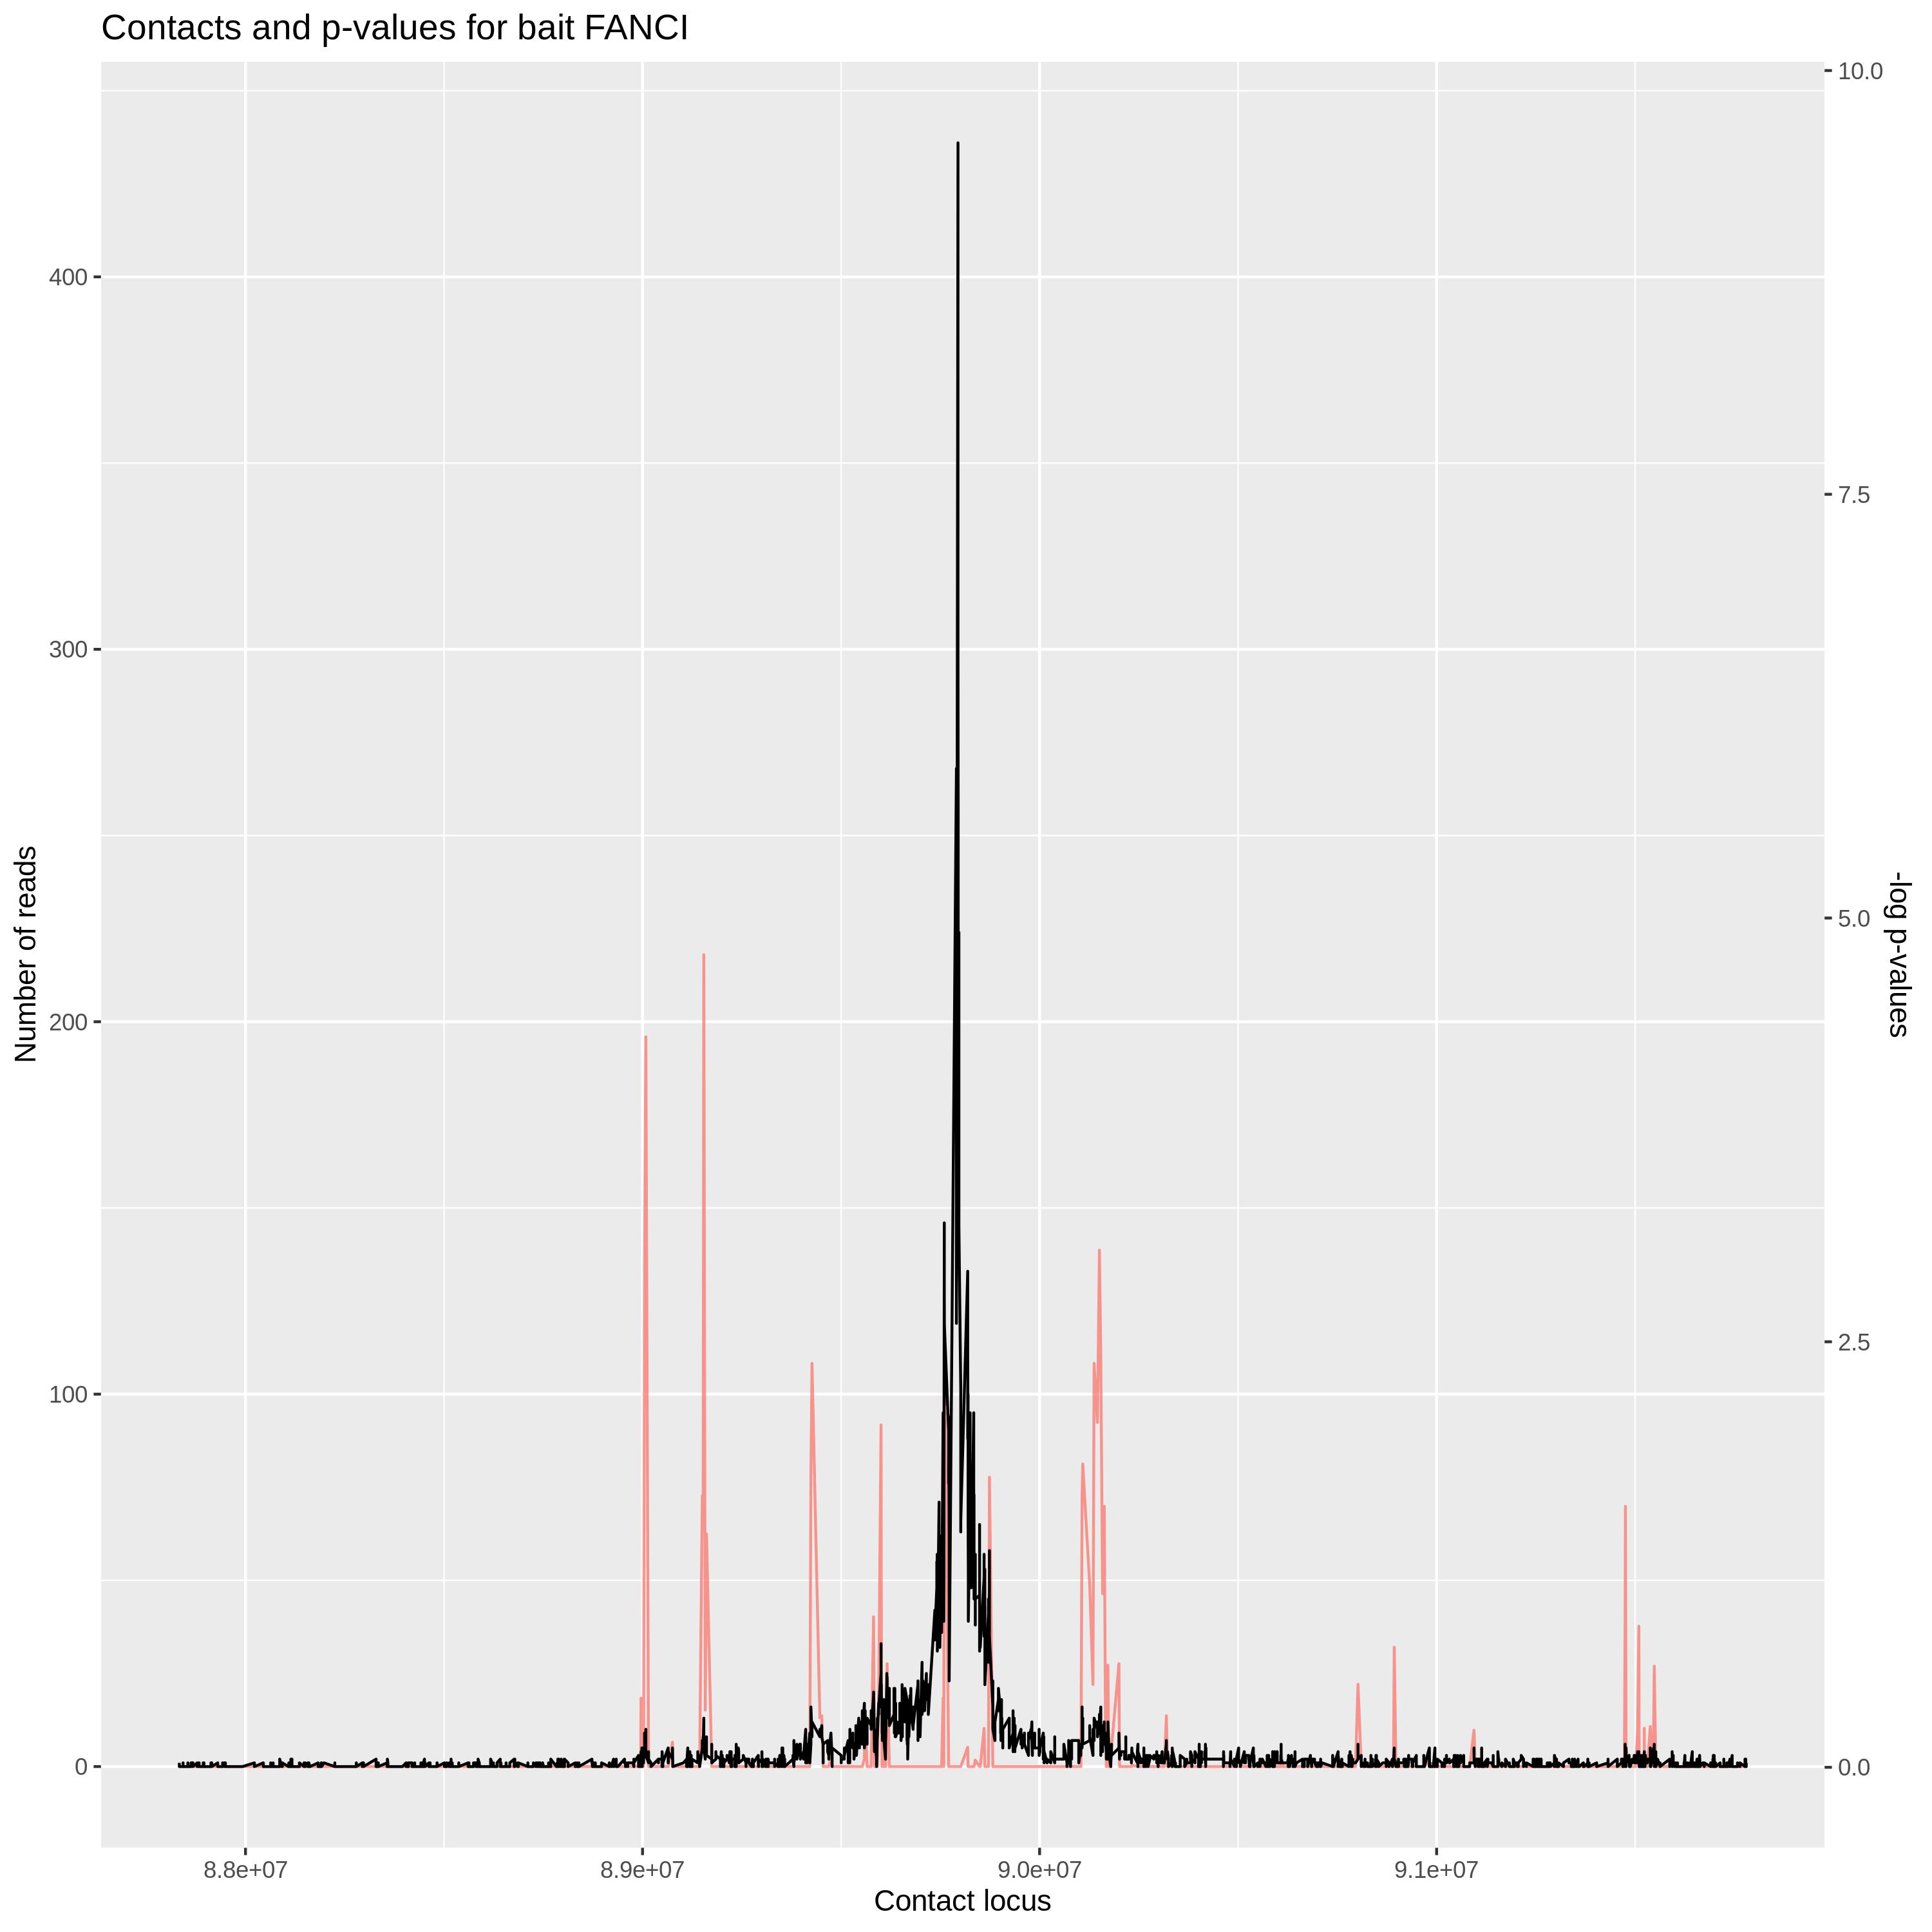 Contacts and p-values for bait FANCI
10.0
400
7.5
300
Number of reads
5.0
-log p-values
200
2.5
100
0
0.0
8.8e+07
8.9e+07
9.0e+07
9.1e+07
Contact locus